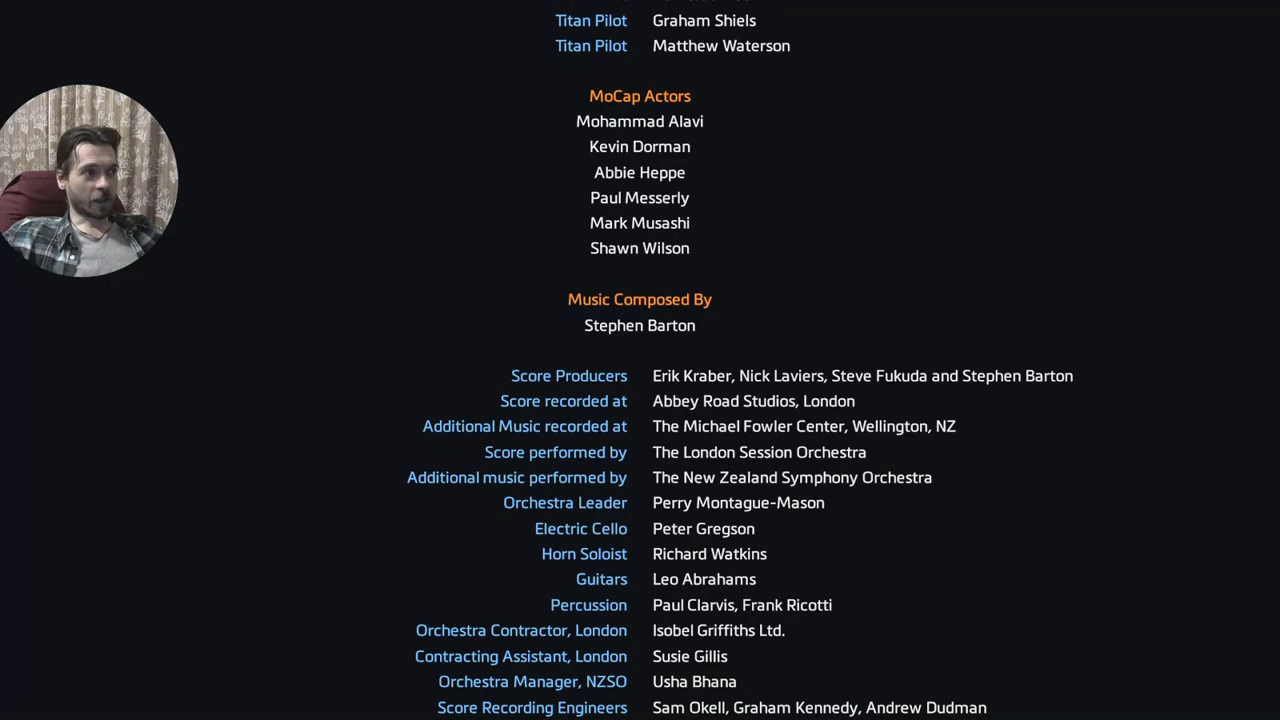 Titan Pilot Graham Shiels
Titan Pilot Matthew Waterson
MoCap Actors
Mohammad Alavi
Kevin Dorman
Abbie Heppe
Paul Messerly
Mark Musashi
Shawn Wilson
Music Composed By
Stephen Barton
Score Producers Erik Kraber, Nick Laviers, Steve Fukuda and Stephen Barton
Score recorded at Abbey Road Studios, London
Additional Music recorded at The Michael Fowler Center, Wellington, NZ
Score performed by The London Session Orchestra
Additional music performed by The New Zealand Symphony Orchestra
Orchestra Leader Perry Montague-Mason
Electric Cello Peter Gregson
Horn Soloist Richard Watkins
Guitars Leo Abrahams
Percussion Paul Clarvis, Frank Ricotti
Orchestra Contractor, London Isobel Griffiths Ltd.
Contracting Assistant, London Susie Gillis
Orchestra Manager, NZSO Usha Bhana
Score Recording Engineers Sam Okell, Graham Kennedy, Andrew Dudman